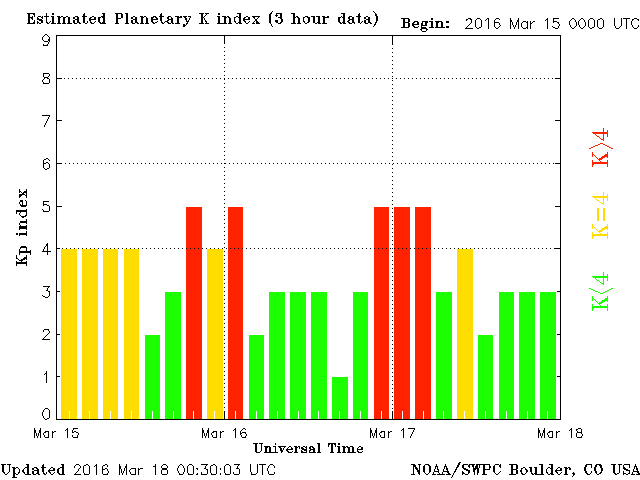 Estimated Planetary K index (3 hour data) Begin: 2016 Mar 15 0000 UTC
9
8
7
6
5
4
3
2
1
0
Kp index
K>4
K=4
K<4
Mar 15 Mar 16 Mar 17 Mar 18
Universal Time
Updated 2016 Mar 18 00:30:03 UTC NOAA/SWPC Boulder, CO USA